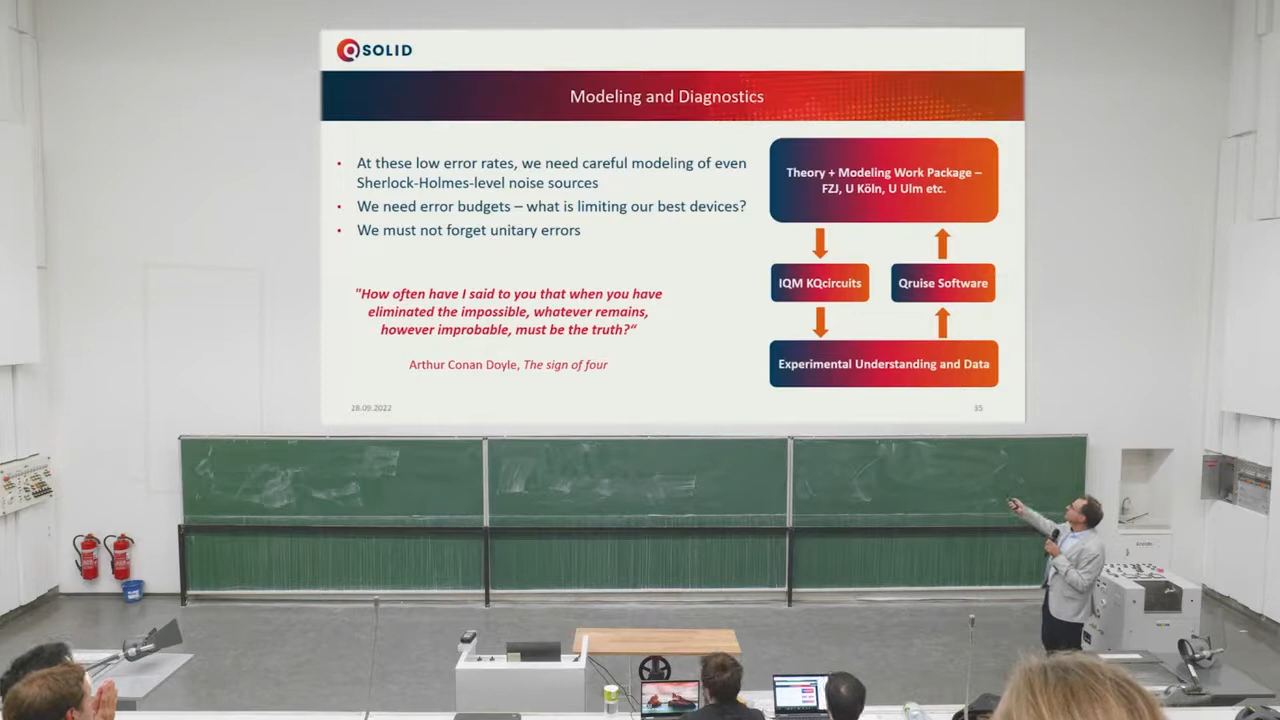 QSOLID
Modeling and Diagnostics
• At these low error rates, we need careful modeling of even
Sherlock-Holmes-level noise sources
• We need error budgets – what is limiting our best devices?
• We must not forget unitary errors
"How often have I said to you that when you have
eliminated the impossible, whatever remains,
however improbable, must be the truth?“
Arthur Conan Doyle, The sign of four
28.09.2022
Theory + Modeling Work Package –
FZJ, U Köln, U Ulm etc.
IQM KQcircuits
Qruise Software
Experimental Understanding and Data
35